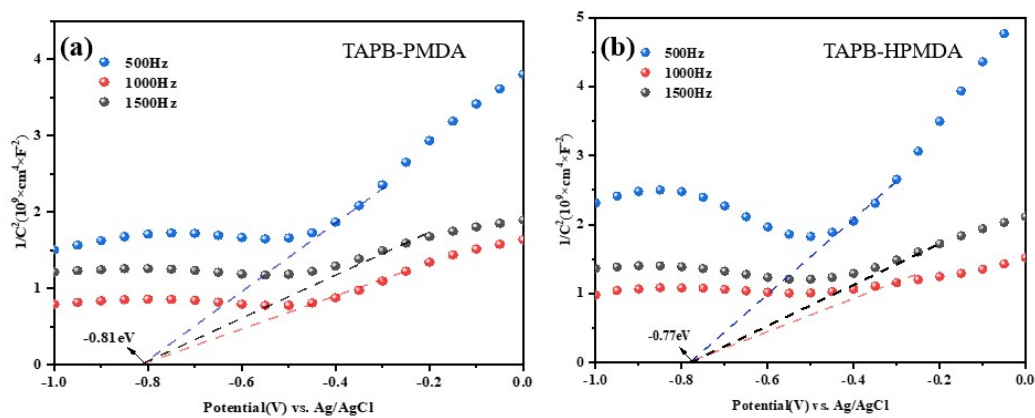 (a)
TAPB-PMDA
500Hz
1000Hz
1500Hz
1/C²(10⁹×cm⁴×F⁻²)
4
3
2
1
0
-0.81eV
-1.0 -0.8 -0.6 -0.4 -0.2 0.0
Potential(V) vs. Ag/AgCl
(b)
TAPB-HPMDA
500Hz
1000Hz
1500Hz
1/C²(10⁹×cm⁴×F⁻²)
5
4
3
2
1
0
-0.77eV
-1.0 -0.8 -0.6 -0.4 -0.2 0.0
Potential(V) vs. Ag/AgCl